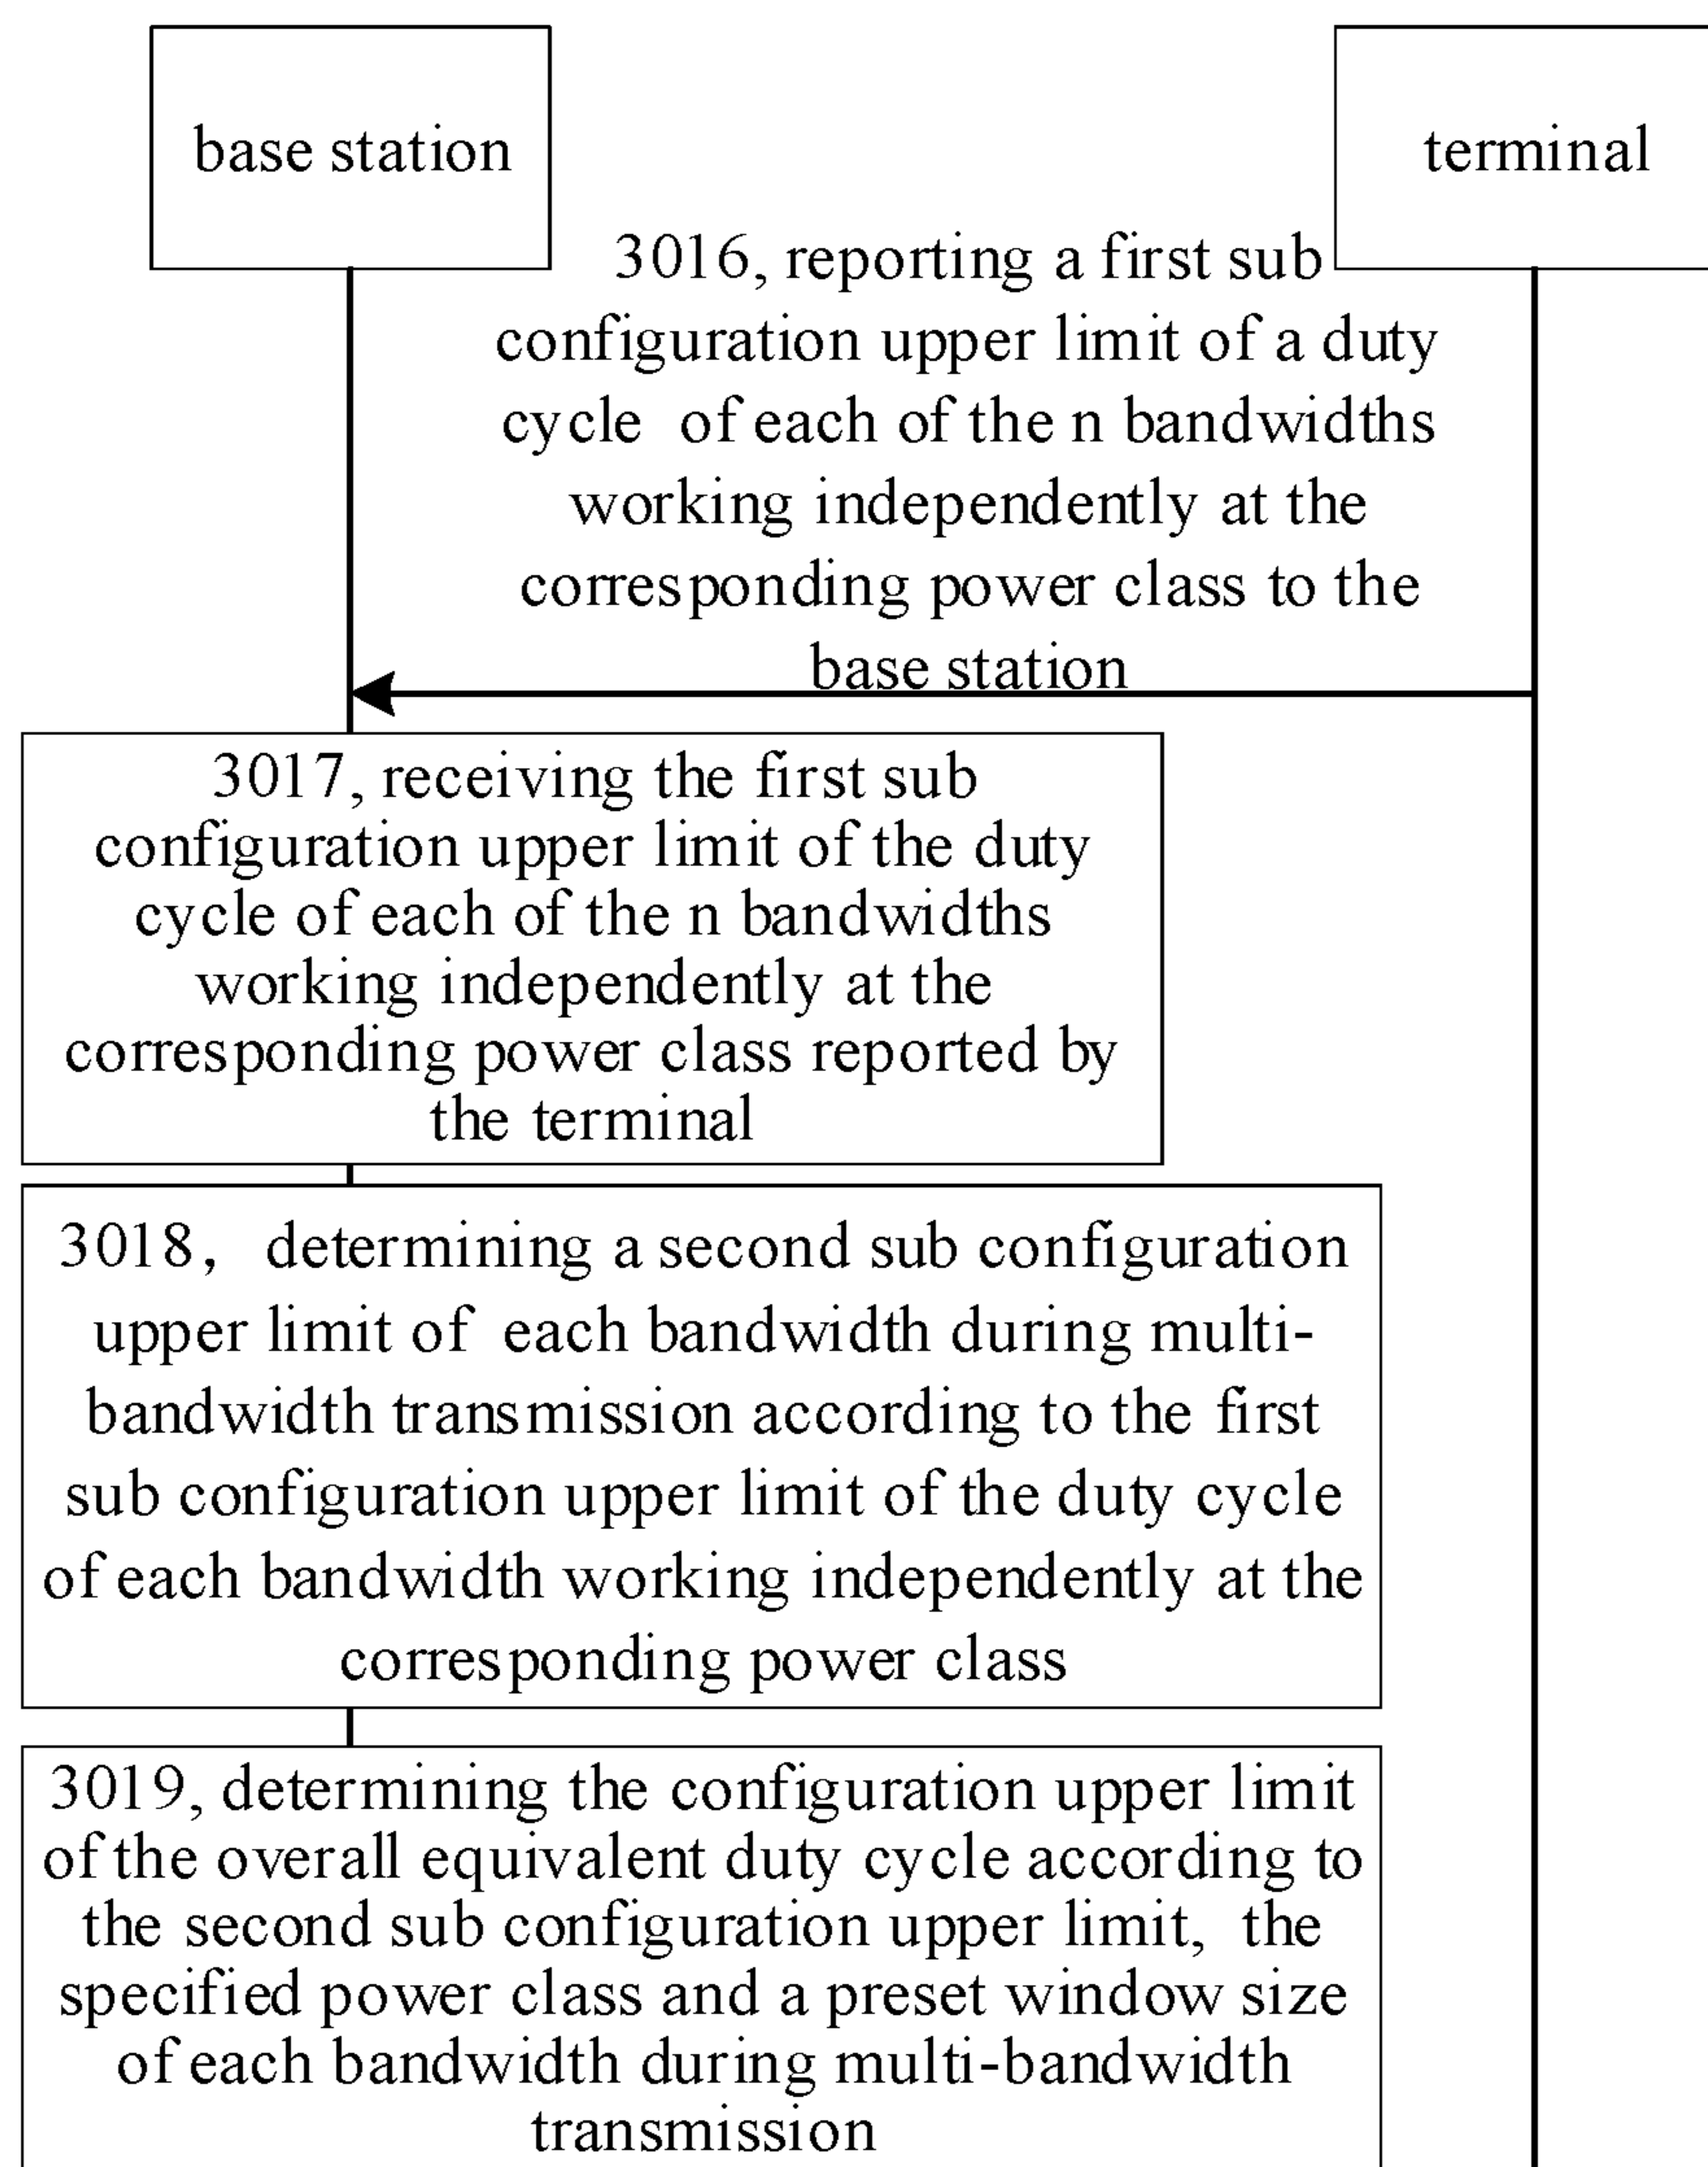 base station
terminal
3016, reporting a first sub
configuration upper limit of a duty
cycle of each of the n bandwidths
working independently at the
corresponding power class to the
base station
3017, receiving the first sub
configuration upper limit of the duty
cycle of each of the n bandwidths
working independently at the
corresponding power class reported by
the terminal
3018, determining a second sub configuration
upper limit of each bandwidth during multi-
bandwidth transmission according to the first
sub configuration upper limit of the duty cycle
of each bandwidth working independently at the
corresponding power class
3019, determining the configuration upper limit
of the overall equivalent duty cycle according to
the second sub configuration upper limit, the
specified power class and a preset window size
of each bandwidth during multi-bandwidth
transmission